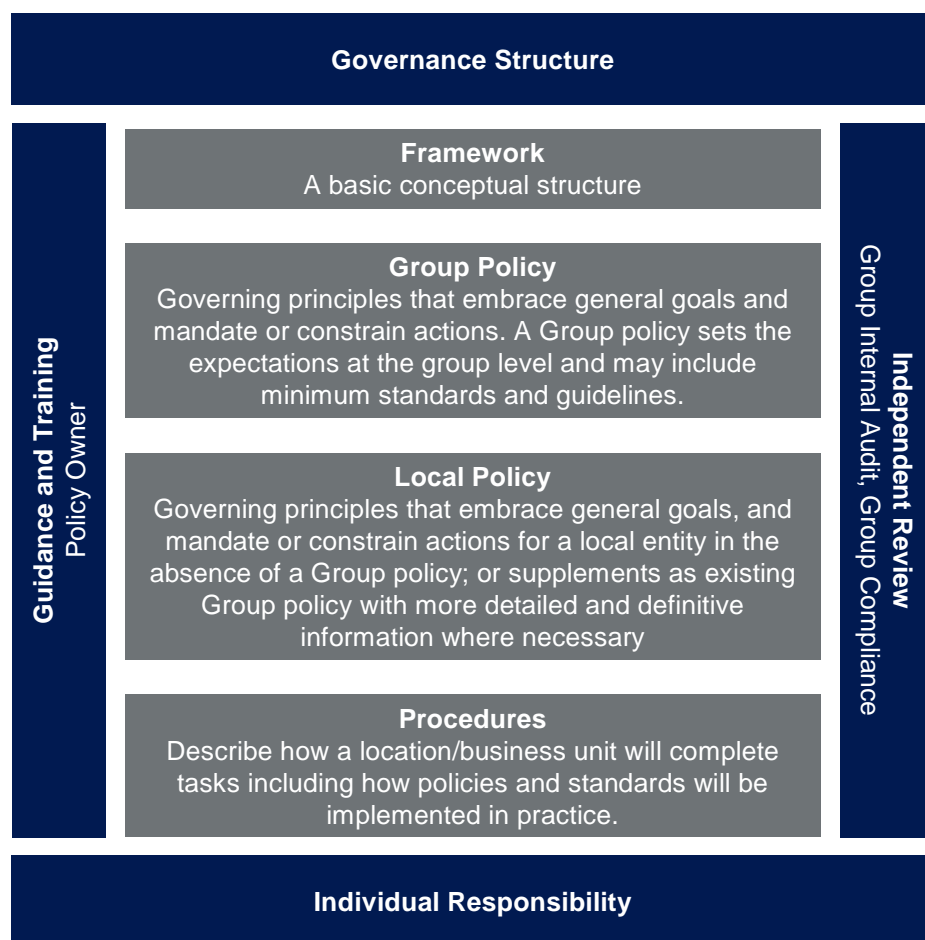 Governance Structure
Guidance and Training
Policy Owner
Framework
A basic conceptual structure
Group Policy
Governing principles that embrace general goals and
mandate or constrain actions. A Group policy sets the
expectations at the group level and may include
minimum standards and guidelines.
Local Policy
Governing principles that embrace general goals, and
mandate or constrain actions for a local entity in the
absence of a Group policy; or supplements as existing
Group policy with more detailed and definitive
information where necessary
Procedures
Describe how a location/business unit will complete
tasks including how policies and standards will be
implemented in practice.
Independent Review
Group Internal Audit, Group Compliance
Individual Responsibility